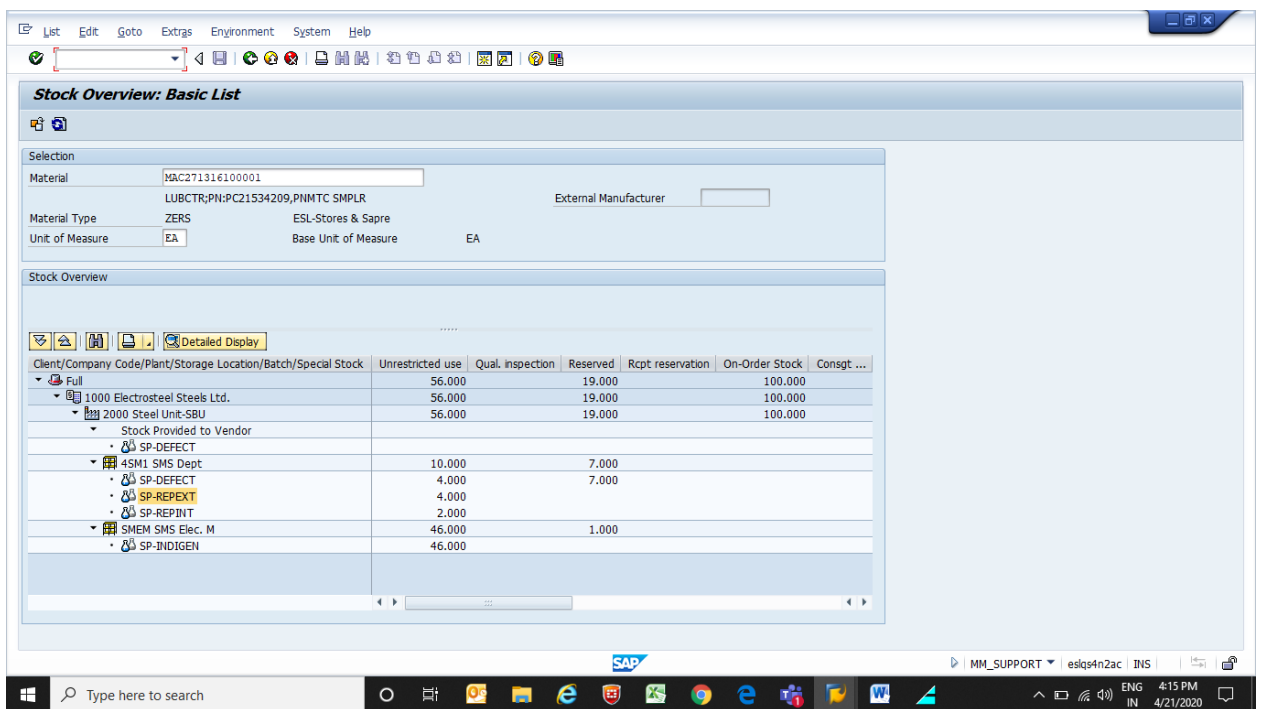 List Edit Goto Extras Environment System Help
Stock Overview: Basic List
Selection
Material MAC271316100001
LUBCTR;PN:PC21534209,PNMTC SMPLR External Manufacturer
Material Type ZERS ESL-Stores & Sapre
Unit of Measure EA Base Unit of Measure EA
Stock Overview
Detailed Display
Client/Company Code/Plant/Storage Location/Batch/Special Stock Unrestricted use Qual. inspection Reserved Rcpt reservation On-Order Stock Consgt ...
Full 56.000 19.000 100.000
1000 Electrosteel Steels Ltd. 56.000 19.000 100.000
2000 Steel Unit-SBU 56.000 19.000 100.000
Stock Provided to Vendor
SP-DEFECT
4SM1 SMS Dept 10.000 7.000
SP-DEFECT 4.000 7.000
SP-REPEXT 4.000
SP-REPINT 2.000
SMEM SMS Elec. M 46.000 1.000
SP-INDIGEN 46.000
SAP
MM_SUPPORT eslqs4n2ac INS
Type here to search
ENG 4:15 PM
IN 4/21/2020